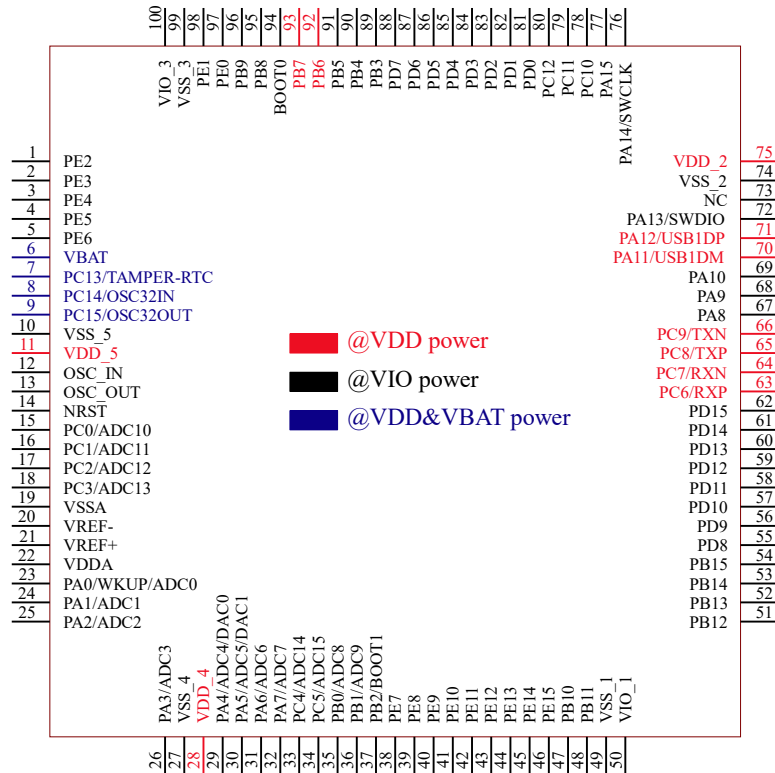 100
99
98
97
96
95
94
93
92
91
90
89
88
87
86
85
84
83
82
81
80
79
78
77
76
VIO_3
VSS_3
PE1
PE0
PB9
PB8
BOOT0
PB7
PB6
PB5
PB4
PB3
PD7
PD6
PD5
PD4
PD3
PD2
PD1
PD0
PC12
PC11
PC10
PA15
PA14/SWCLK
1 PE2
2 PE3
3 PE4
4 PE5
5 PE6
6 VBAT
7 PC13/TAMPER-RTC
8 PC14/OSC32IN
9 PC15/OSC32OUT
10 VSS_5
11 VDD_5
12 OSC_IN
13 OSC_OUT
14 NRST
15 PC0/ADC10
16 PC1/ADC11
17 PC2/ADC12
18 PC3/ADC13
19 VSSA
20 VREF-
21 VREF+
22 VDDA
23 PA0/WKUP/ADC0
24 PA1/ADC1
25 PA2/ADC2
@VDD power
@VIO power
@VDD&VBAT power
VDD_2 75
VSS_2 74
NC 73
PA13/SWDIO 72
PA12/USB1DP 71
PA11/USB1DM 70
PA10 69
PA9 68
PA8 67
PC9/TXN 66
PC8/TXP 65
PC7/RXN 64
PC6/RXP 63
PD15 62
PD14 61
PD13 60
PD12 59
PD11 58
PD10 57
PD9 56
PD8 55
PB15 54
PB14 53
PB13 52
PB12 51
PA3/ADC3
VSS_4
VDD_4
PA4/ADC4/DAC0
PA5/ADC5/DAC1
PA6/ADC6
PA7/ADC7
PC4/ADC14
PC5/ADC15
PB0/ADC8
PB1/ADC9
PB2/BOOT1
PE7
PE8
PE9
PE10
PE11
PE12
PE13
PE14
PE15
PB10
PB11
VSS_1
VIO_1
26
27
28
29
30
31
32
33
34
35
36
37
38
39
40
41
42
43
44
45
46
47
48
49
50